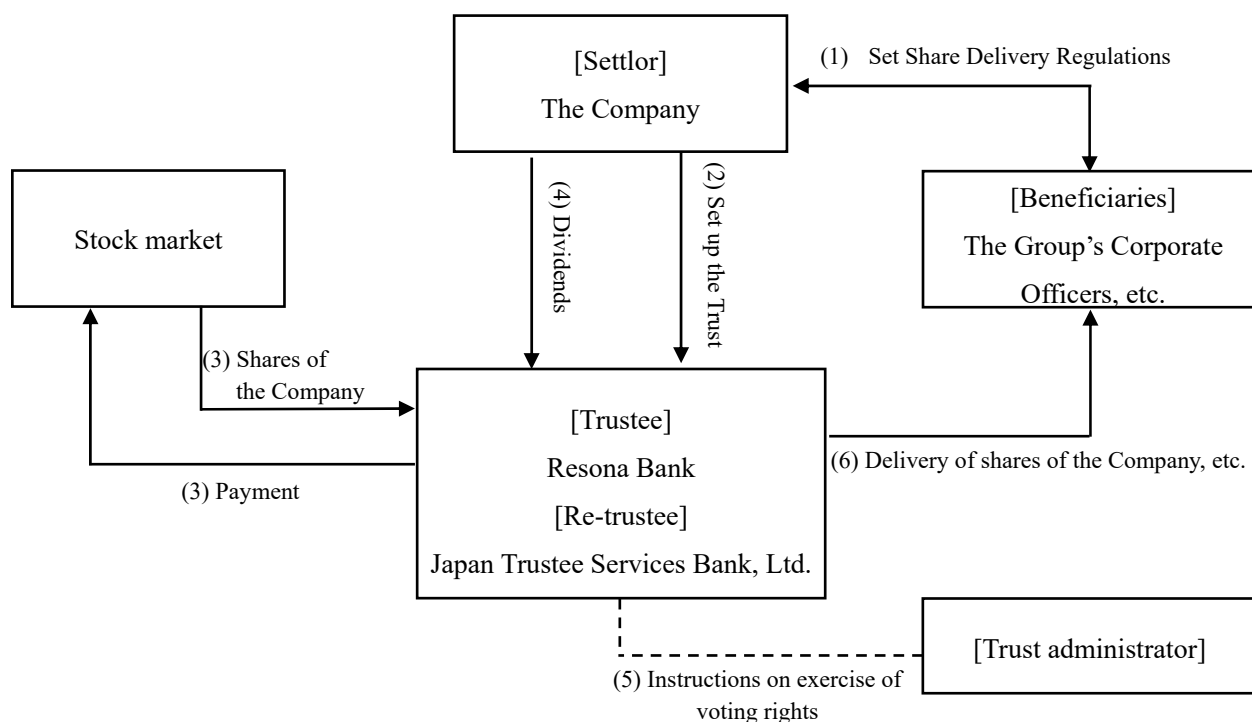 [Settlor]
The Company
(1) Set Share Delivery Regulations
Stock market
(4) Dividends
(2) Set up the Trust
[Beneficiaries]
The Group’s Corporate
Officers, etc.
(3) Shares of
the Company
(3) Payment
[Trustee]
Resona Bank
[Re-trustee]
Japan Trustee Services Bank, Ltd.
(6) Delivery of shares of the Company, etc.
(5) Instructions on exercise of
voting rights
[Trust administrator]